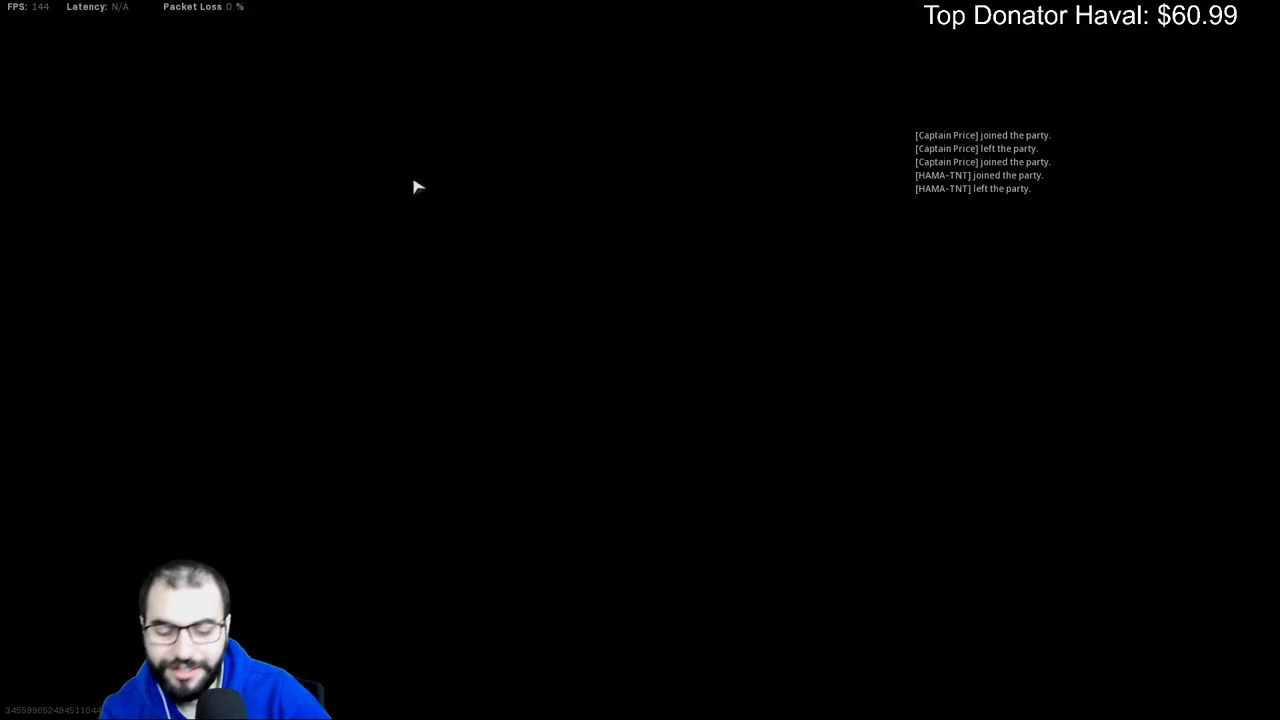 FPS: 144 Latency: N/A Packet Loss 0 %
Top Donator Haval: $60.99
[Captain Price] joined the party.
[Captain Price] left the party.
[Captain Price] joined the party.
[HAMA-TNT] joined the party.
[HAMA-TNT] left the party.